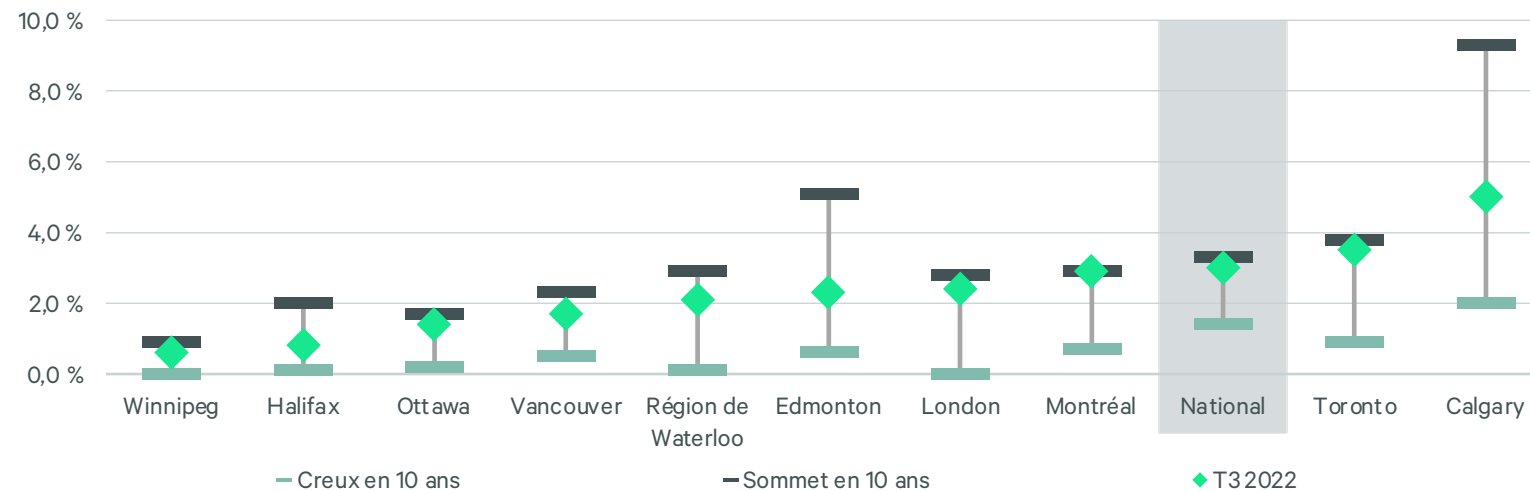 10,0 %
8,0 %
6,0 %
4,0 %
2,0 %
0,0 %
Winnipeg
Halifax
Ottawa
Vancouver
Région de
Waterloo
Edmonton
London
Montréal
National
Toronto
Calgary
Creux en 10 ans
Sommet en 10 ans
T3 2022